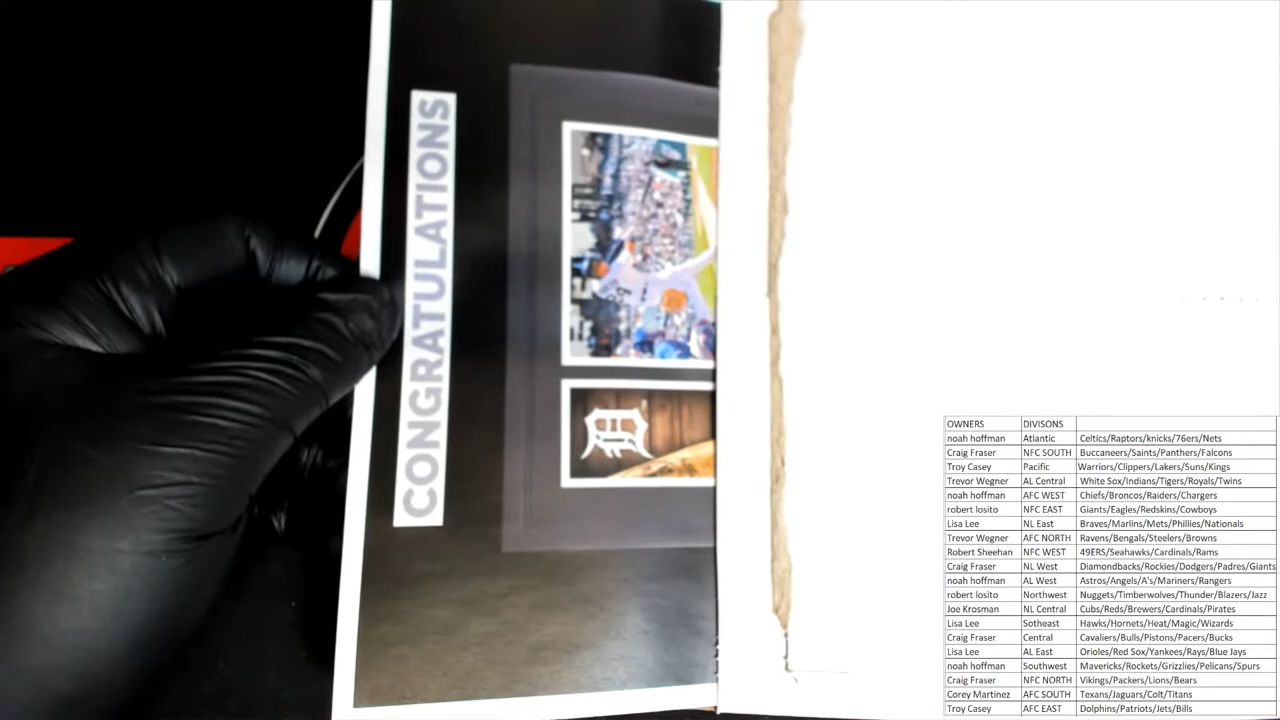 CONGRATULATIONS
D
OWNERS DIVISONS
noah hoffman Atlantic Celtics/Raptors/knicks/76ers/Nets
Craig Fraser NFC SOUTH Buccaneers/Saints/Panthers/Falcons
Troy Casey Pacific Warriors/Clippers/Lakers/Suns/Kings
Trevor Wegner AL Central White Sox/Indians/Tigers/Royals/Twins
noah hoffman AFC WEST Chiefs/Broncos/Raiders/Chargers
robert losito NFC EAST Giants/Eagles/Redskins/Cowboys
Lisa Lee NL East Braves/Marlins/Mets/Phillies/Nationals
Trevor Wegner AFC NORTH Ravens/Bengals/Steelers/Browns
Robert Sheehan NFC WEST 49ERS/Seahawks/Cardinals/Rams
Craig Fraser NL West Diamondbacks/Rockies/Dodgers/Padres/Giants
noah hoffman AL West Astros/Angels/A's/Mariners/Rangers
robert losito Northwest Nuggets/Timberwolves/Thunder/Blazers/Jazz
Joe Krosman NL Central Cubs/Reds/Brewers/Cardinals/Pirates
Lisa Lee Sotheast Hawks/Hornets/Heat/Magic/Wizards
Craig Fraser Central Cavaliers/Bulls/Pistons/Pacers/Bucks
Lisa Lee AL East Orioles/Red Sox/Yankees/Rays/Blue Jays
noah hoffman Southwest Mavericks/Rockets/Grizzlies/Pelicans/Spurs
Craig Fraser NFC NORTH Vikings/Packers/Lions/Bears
Corey Martinez AFC SOUTH Texans/Jaguars/Colt/Titans
Troy Casey AFC EAST Dolphins/Patriots/Jets/Bills